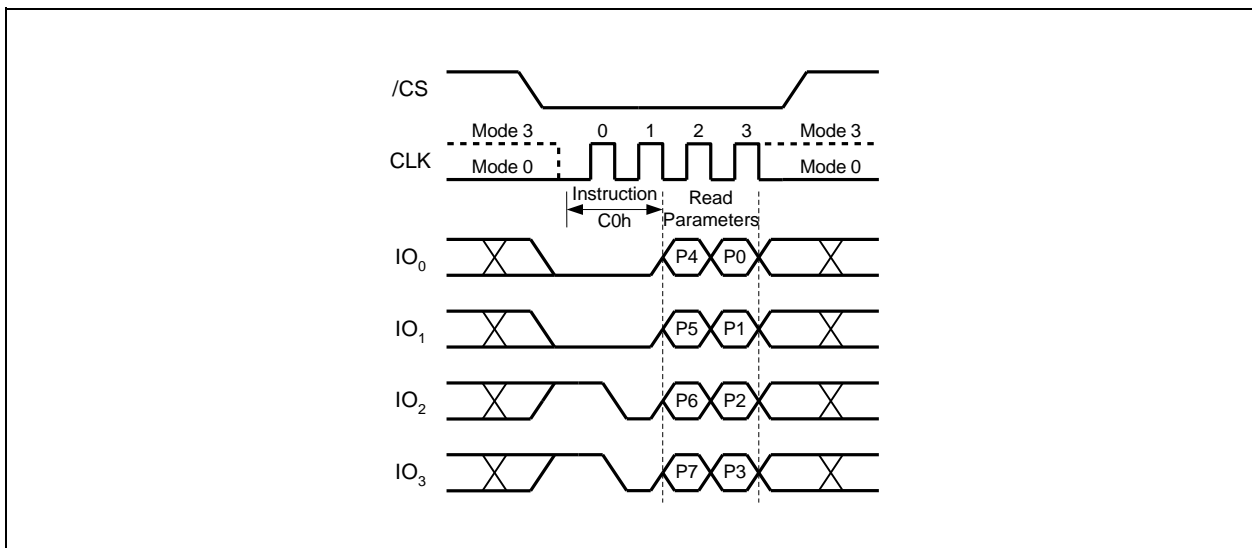 /CS
Mode 3 0 1 2 3 Mode 3
CLK Mode 0 Mode 0
Instruction Read
C0h Parameters
IO0 P4 P0
IO1 P5 P1
IO2 P6 P2
IO3 P7 P3